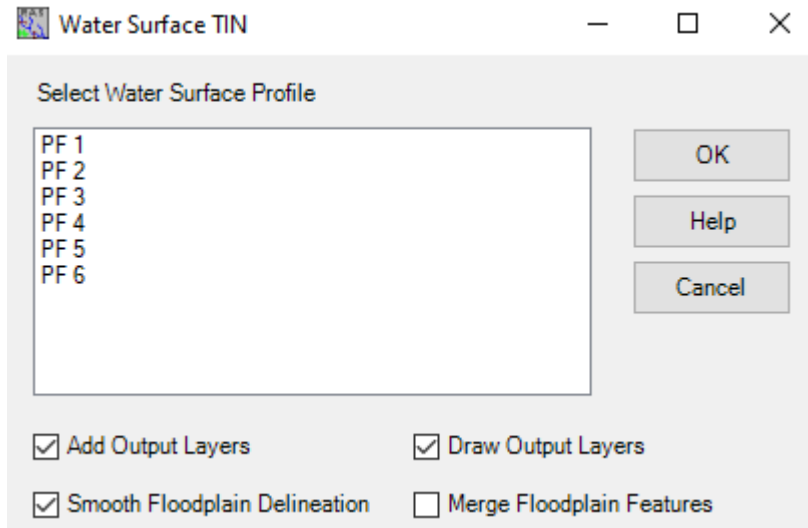 Water Surface TIN
Select Water Surface Profile
PF 1
PF 2
PF 3
PF 4
PF 5
PF 6
OK
Help
Cancel
Add Output Layers
Draw Output Layers
Smooth Floodplain Delineation
Merge Floodplain Features